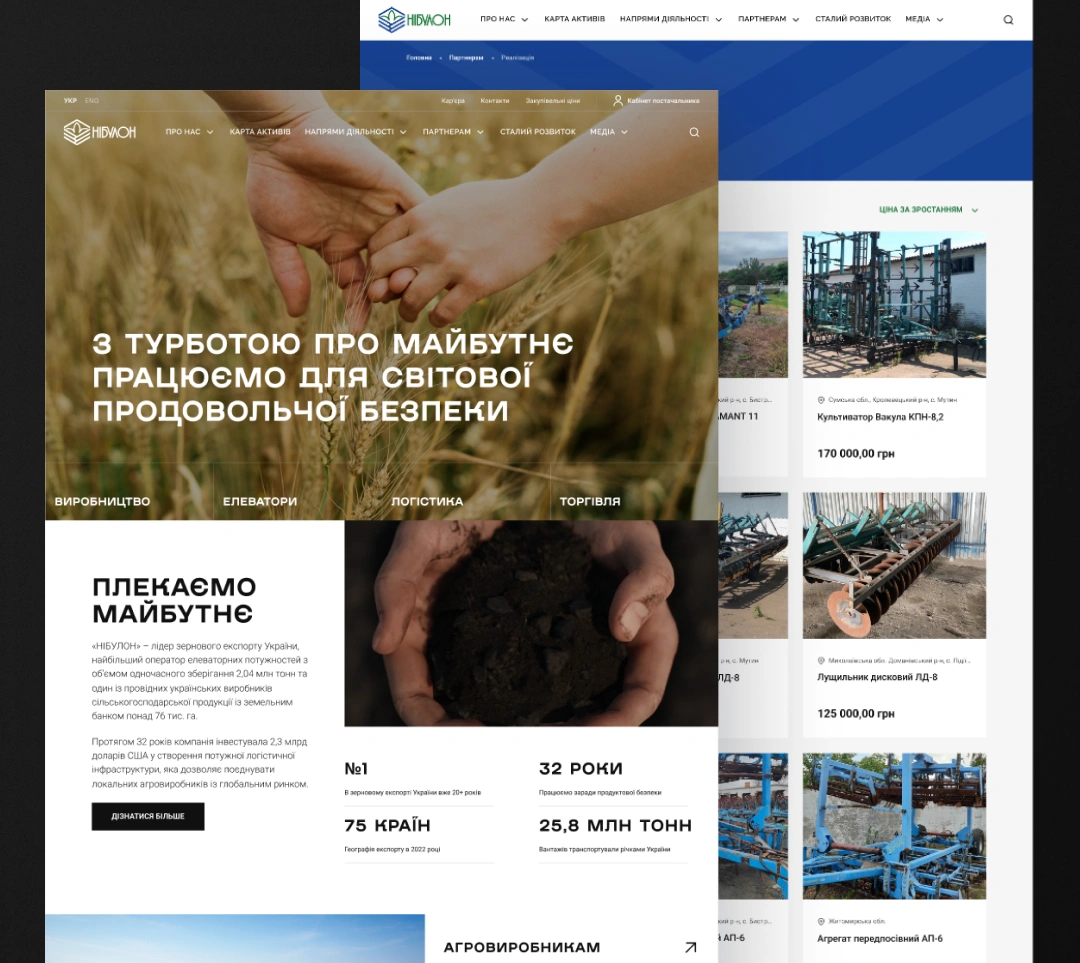 НІБУЛОН
ПРО НАС
КАРТА АКТИВІВ
НАПРЯМИ ДІЯЛЬНОСТІ
ПАРТНЕРАМ
СТАЛИЙ РОЗВИТОК
МЕДІА
Головна • Партнерам • Реалізація
УКР ENG
Кар'єра
Контакти
Закупівельні ціни
Кабінет постачальника
НІБУЛОН
ПРО НАС
КАРТА АКТИВІВ
НАПРЯМИ ДІЯЛЬНОСТІ
ПАРТНЕРАМ
СТАЛИЙ РОЗВИТОК
МЕДІА
З ТУРБОТОЮ ПРО МАЙБУТНЄ
ПРАЦЮЄМО ДЛЯ СВІТОВОЇ
ПРОДОВОЛЬЧОЇ БЕЗПЕКИ
ВИРОБНИЦТВО
ЕЛЕВАТОРИ
ЛОГІСТИКА
ТОРГІВЛЯ
ПЛЕКАЄМО
МАЙБУТНЄ
«НІБУЛОН» – лідер зернового експорту України,
найбільший оператор елеваторних потужностей з
об'ємом одночасного зберігання 2,04 млн тонн та
один із провідних українських виробників
сільськогосподарської продукції із земельним
банком понад 76 тис. га.
Протягом 32 років компанія інвестувала 2,3 млрд
доларів США у створення потужної логістичної
інфраструктури, яка дозволяє поєднувати
локальних агровиробників із глобальним ринком.
ДІЗНАТИСЯ БІЛЬШЕ
№1
В зерновому експорті України вже 20+ років
32 РОКИ
Працюємо заради продуктової безпеки
75 КРАЇН
Географія експорту в 2022 році
25,8 МЛН ТОНН
Вантажів транспортували річками України
АГРОВИРОБНИКАМ
ЦІНА ЗА ЗРОСТАННЯМ
кий р-н, с. Бистр...
AMANT 11
Сумська обл., Кролевецький р-н, с. Мутин
Культиватор Вакула КПН-8,2
170 000,00 грн
р-н, с. Мутин
ЛД-8
Миколаївська обл. Доманівський р-н, с. Підг...
Лущильник дисковий ЛД-8
125 000,00 грн
кий р-н, с. Бистр...
й АП-6
Житомирська обл.
Агрегат передпосівний АП-6